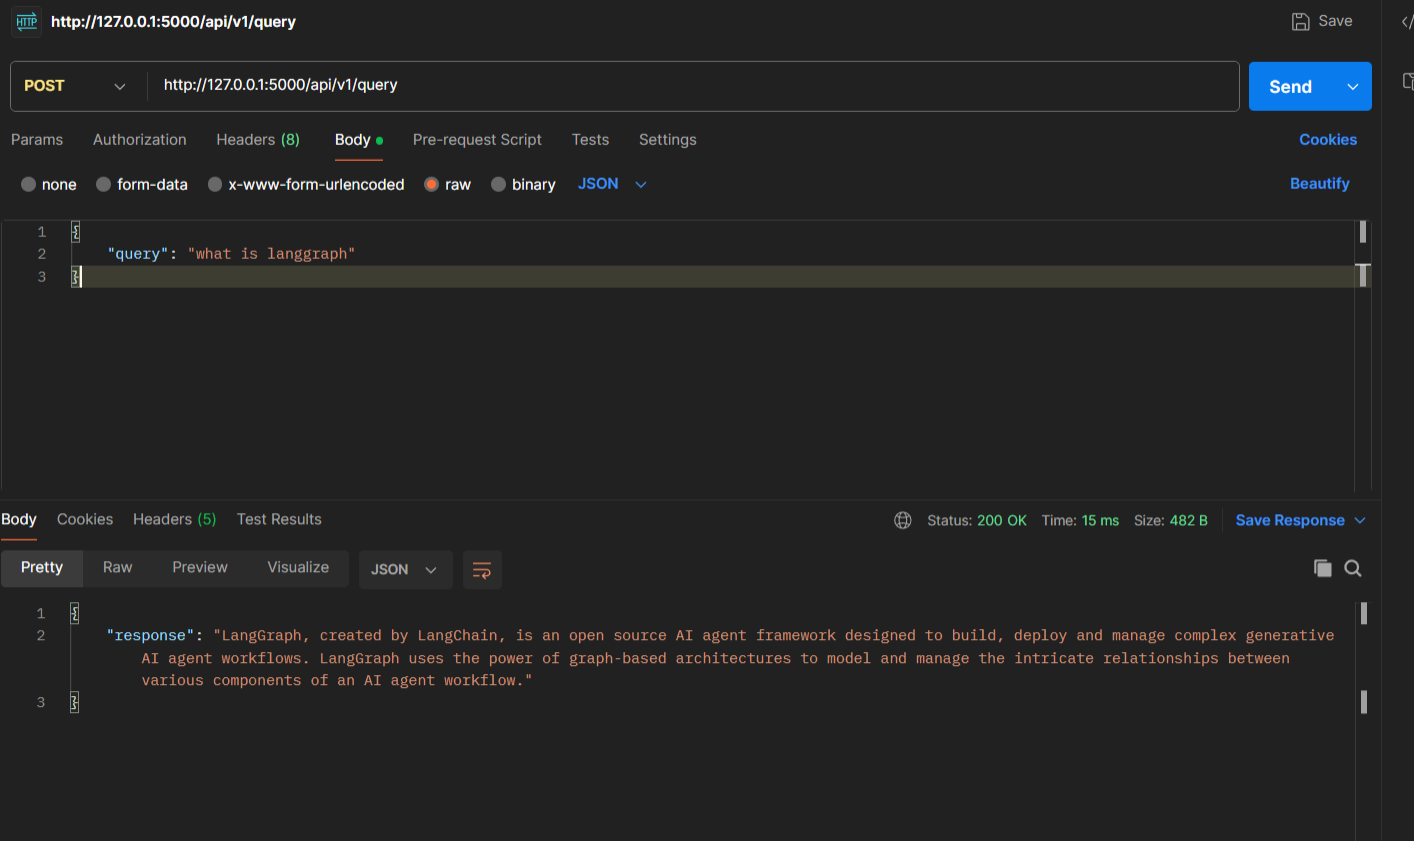 HTTP http://127.0.0.1:5000/api/v1/query Save
POST http://127.0.0.1:5000/api/v1/query Send
Params Authorization Headers (8) Body Pre-request Script Tests Settings Cookies
none form-data x-www-form-urlencoded raw binary JSON Beautify
1 {
2 "query": "what is langgraph"
3 }
Body Cookies Headers (5) Test Results Status: 200 OK Time: 15 ms Size: 482 B Save Response
Pretty Raw Preview Visualize JSON
1 {
2 "response": "LangGraph, created by LangChain, is an open source AI agent framework designed to build, deploy and manage complex generative
AI agent workflows. LangGraph uses the power of graph-based architectures to model and manage the intricate relationships between
various components of an AI agent workflow."
3 }